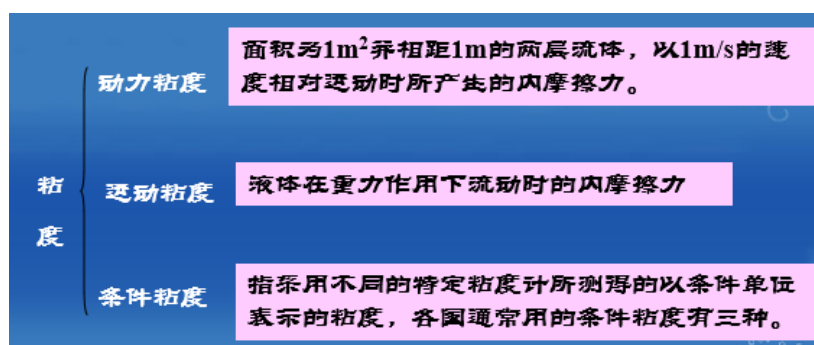 面积为1m²并相距1m的两层流体，以1m/s的速
度相对运动时所产生的内摩擦力。
动力粘度
粘
度
运动粘度
液体在重力作用下流动时的内摩擦力
条件粘度
指采用不同的特定粘度计所测得的以条件单位
表示的粘度，各国通常用的条件粘度有三种。